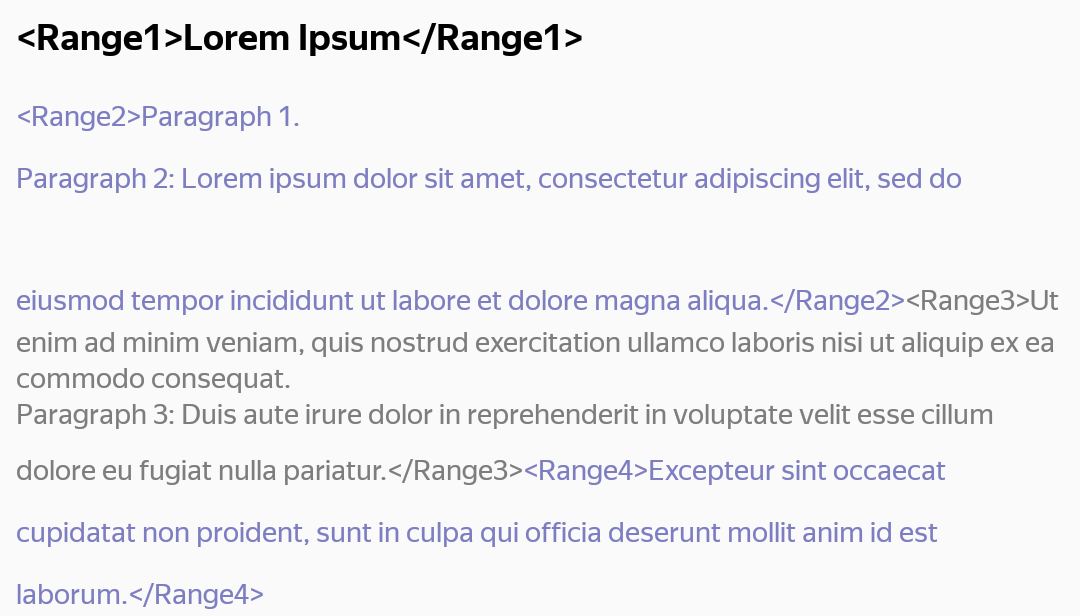 <Range1>Lorem Ipsum</Range1>
<Range2>Paragraph 1.
Paragraph 2: Lorem ipsum dolor sit amet, consectetur adipiscing elit, sed do
eiusmod tempor incididunt ut labore et dolore magna aliqua.</Range2><Range3>Ut
enim ad minim veniam, quis nostrud exercitation ullamco laboris nisi ut aliquip ex ea
commodo consequat.
Paragraph 3: Duis aute irure dolor in reprehenderit in voluptate velit esse cillum
dolore eu fugiat nulla pariatur.</Range3><Range4>Excepteur sint occaecat
cupidatat non proident, sunt in culpa qui officia deserunt mollit anim id est
laborum.</Range4>